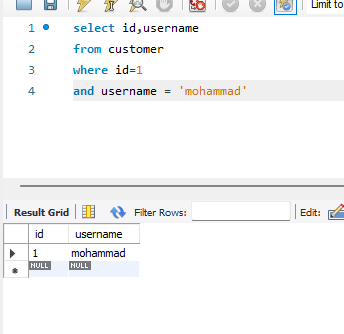 Limit to
1 select id,username
2 from customer
3 where id=1
4 and username = 'mohammad'
Result Grid Filter Rows: Edit:
id username
1 mohammad
NULL NULL